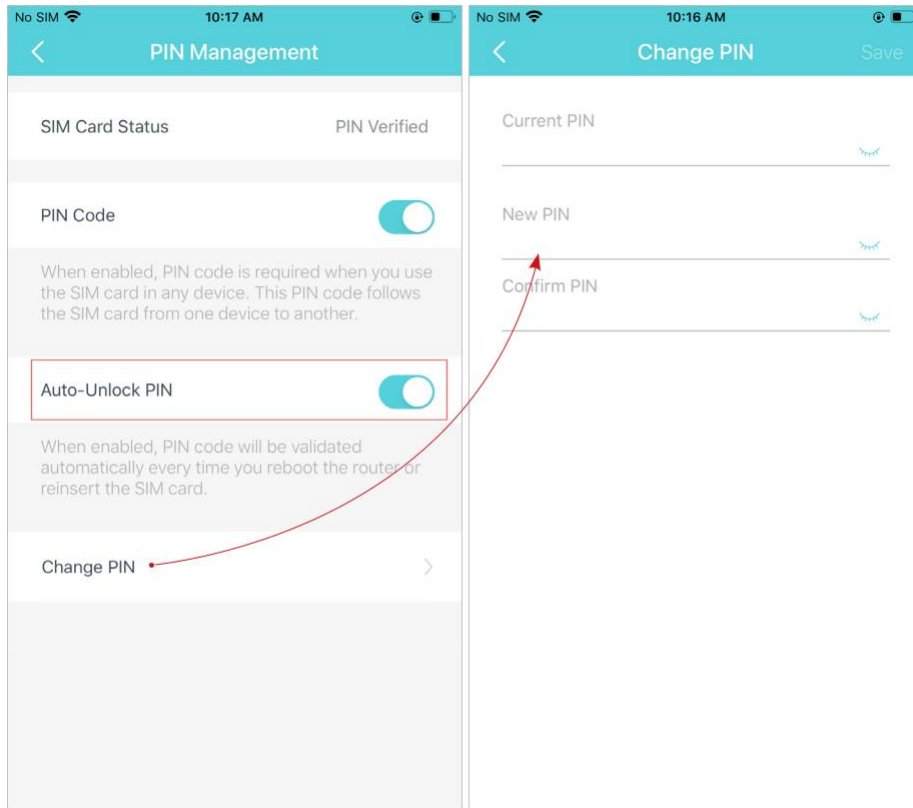 No SIM 10:17 AM
PIN Management
SIM Card Status PIN Verified
PIN Code
When enabled, PIN code is required when you use
the SIM card in any device. This PIN code follows
the SIM card from one device to another.
Auto-Unlock PIN
When enabled, PIN code will be validated
automatically every time you reboot the router or
reinsert the SIM card.
Change PIN
No SIM 10:16 AM
Change PIN Save
Current PIN
New PIN
Confirm PIN